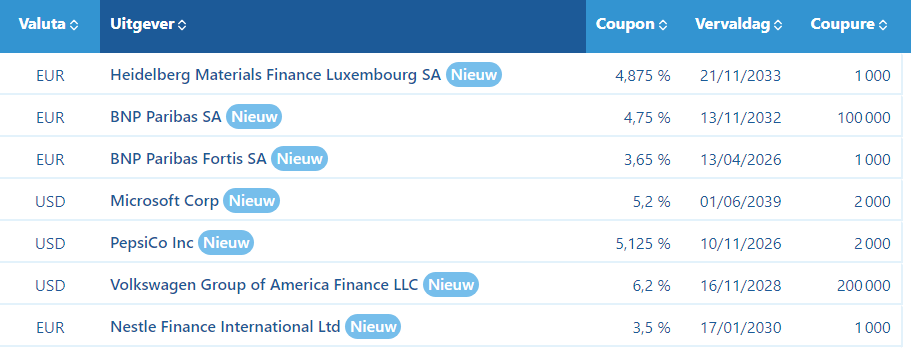 Valuta Uitgever Coupon Vervaldag Coupure
EUR Heidelberg Materials Finance Luxembourg SA Nieuw 4,875 % 21/11/2033 1 000
EUR BNP Paribas SA Nieuw 4,75 % 13/11/2032 100 000
EUR BNP Paribas Fortis SA Nieuw 3,65 % 13/04/2026 1 000
USD Microsoft Corp Nieuw 5,2 % 01/06/2039 2 000
USD PepsiCo Inc Nieuw 5,125 % 10/11/2026 2 000
USD Volkswagen Group of America Finance LLC Nieuw 6,2 % 16/11/2028 200 000
EUR Nestle Finance International Ltd Nieuw 3,5 % 17/01/2030 1 000